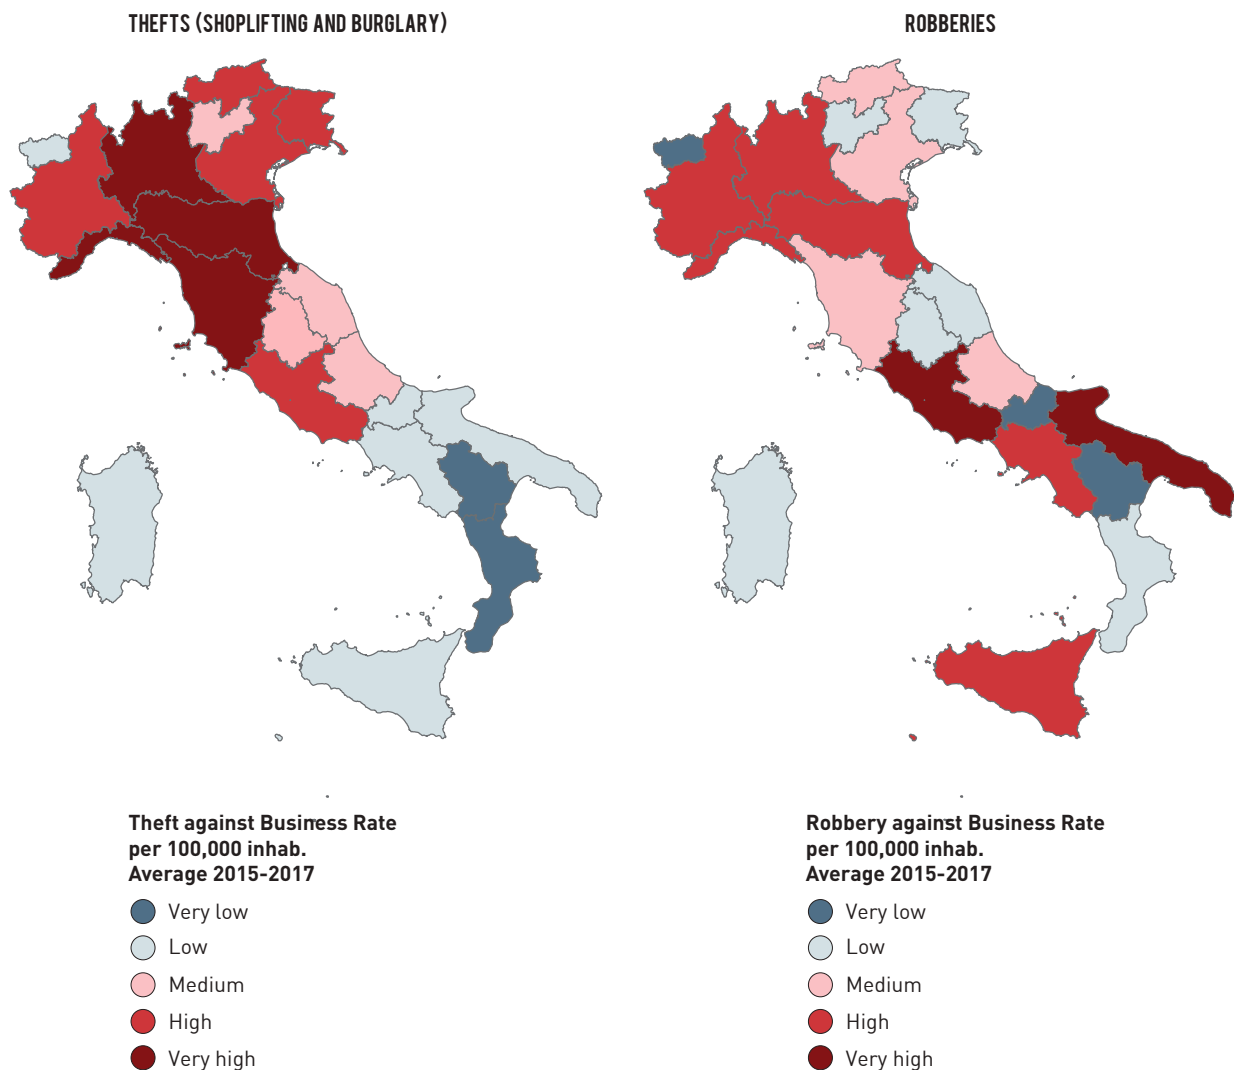 THEFTS (SHOPLIFTING AND BURGLARY)
ROBBERIES
Theft against Business Rate
per 100,000 inhab.
Average 2015-2017
Very low
Low
Medium
High
Very high
Robbery against Business Rate
per 100,000 inhab.
Average 2015-2017
Very low
Low
Medium
High
Very high